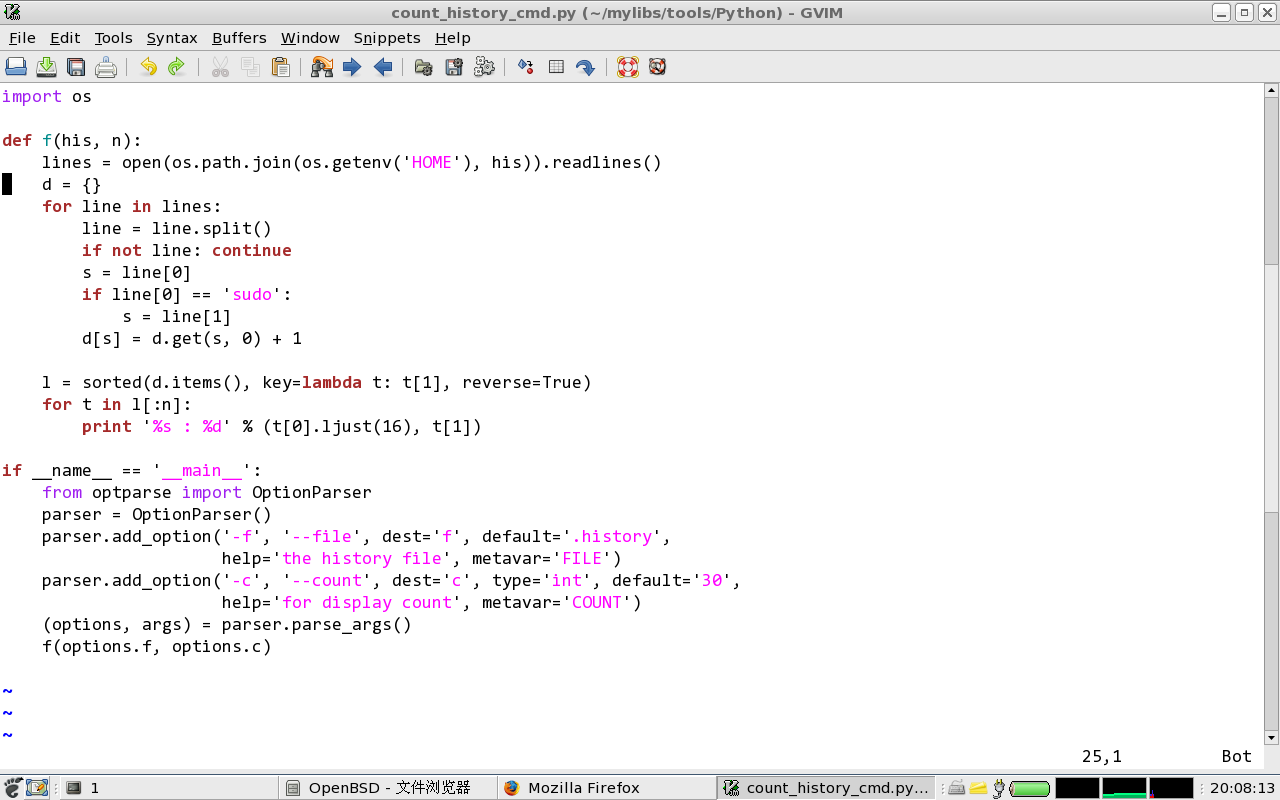 count_history_cmd.py (~/mylibs/tools/Python) - GVIM
File Edit Tools Syntax Buffers Window Snippets Help
import os

def f(his, n):
    lines = open(os.path.join(os.getenv('HOME'), his)).readlines()
    d = {}
    for line in lines:
        line = line.split()
        if not line: continue
        s = line[0]
        if line[0] == 'sudo':
            s = line[1]
        d[s] = d.get(s, 0) + 1

    l = sorted(d.items(), key=lambda t: t[1], reverse=True)
    for t in l[:n]:
        print '%s : %d' % (t[0].ljust(16), t[1])

if __name__ == '__main__':
    from optparse import OptionParser
    parser = OptionParser()
    parser.add_option('-f', '--file', dest='f', default='.history',
                      help='the history file', metavar='FILE')
    parser.add_option('-c', '--count', dest='c', type='int', default='30',
                      help='for display count', metavar='COUNT')
    (options, args) = parser.parse_args()
    f(options.f, options.c)

~
~
~
25,1 Bot
1 OpenBSD - 文件浏览器 Mozilla Firefox count_history_cmd.py... 20:08:13